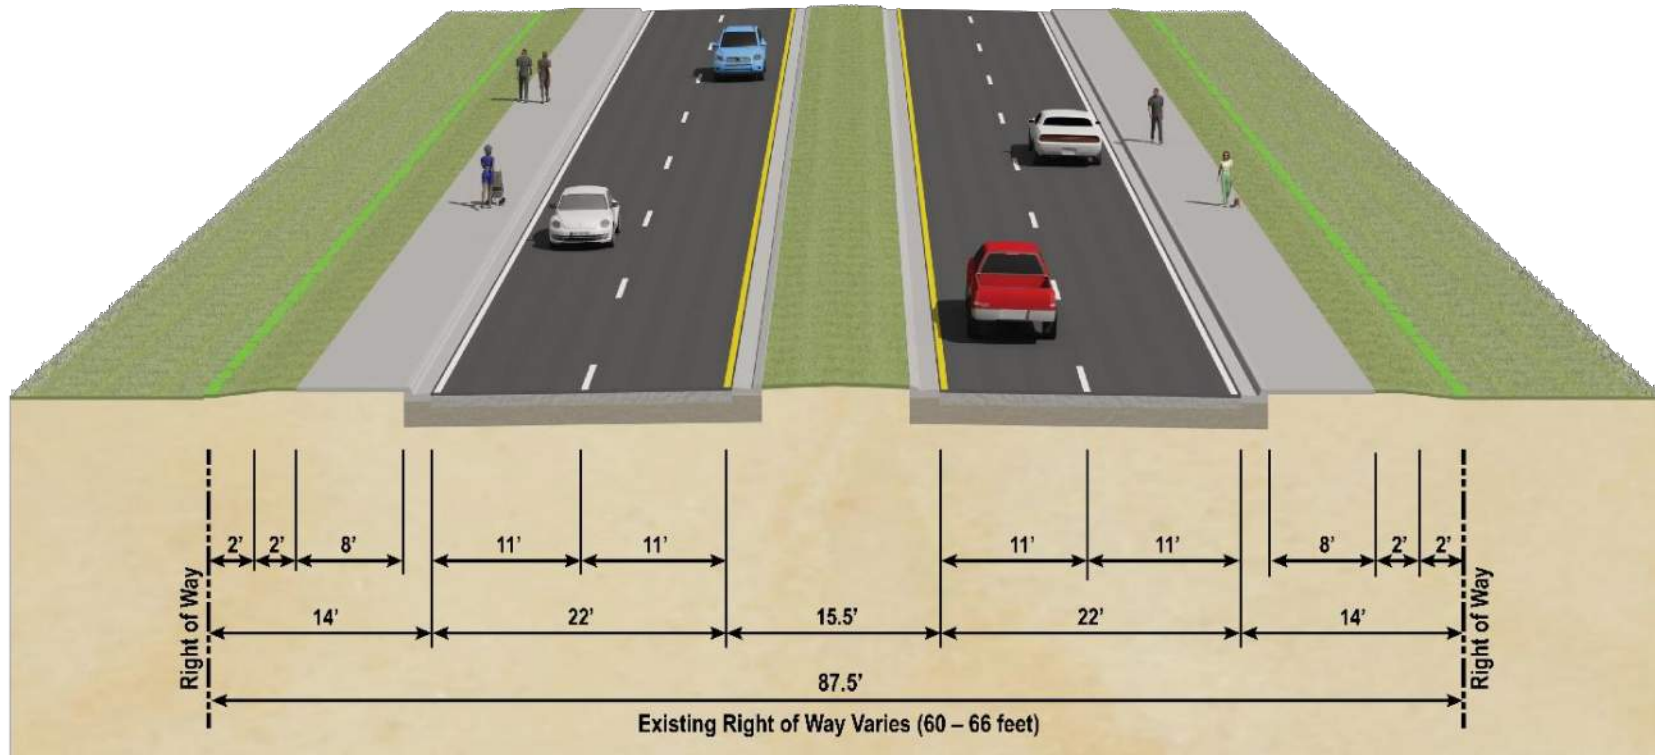 2' 2' 8' 11' 11' 11' 11' 8' 2' 2'
Right of Way
14' 22' 15.5' 22' 14'
Right of Way
87.5'
Existing Right of Way Varies (60 – 66 feet)